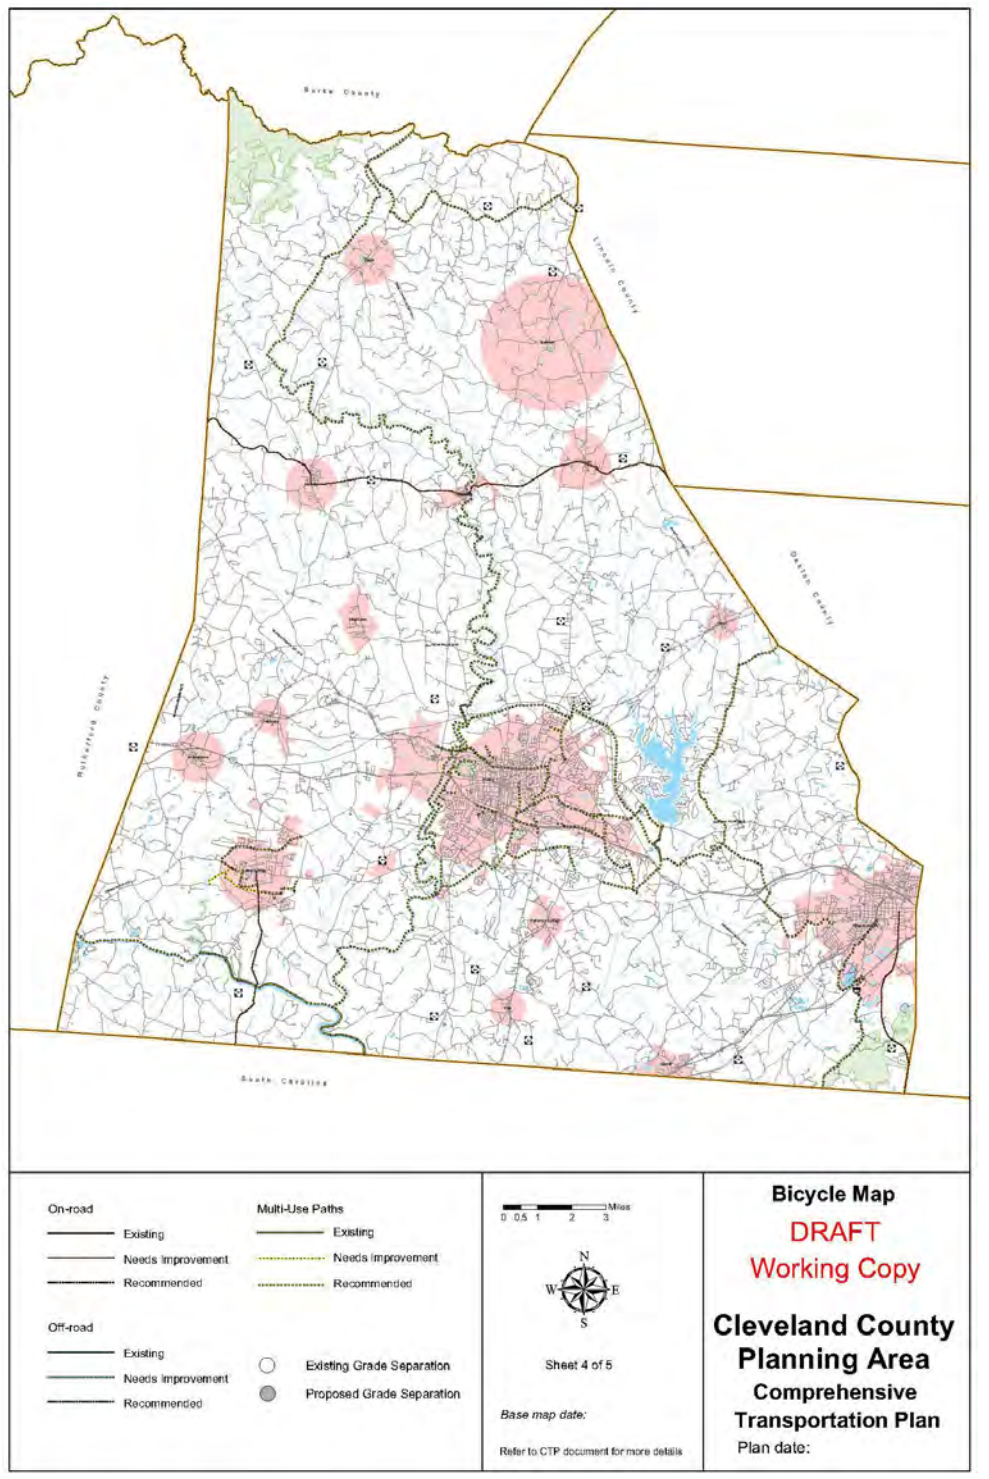 Burke County
Lincoln County
Gaston County
Rutherford County
South Carolina
On-road
Existing
Needs Improvement
Recommended
Off-road
Existing
Needs Improvement
Recommended
Multi-Use Paths
Existing
Needs Improvement
Recommended
Existing Grade Separation
Proposed Grade Separation
Miles
0 0.5 1 2 3
N
W E
S
Sheet 4 of 5
Base map date:
Refer to CTP document for more details
Bicycle Map
DRAFT
Working Copy
Cleveland County
Planning Area
Comprehensive
Transportation Plan
Plan date: